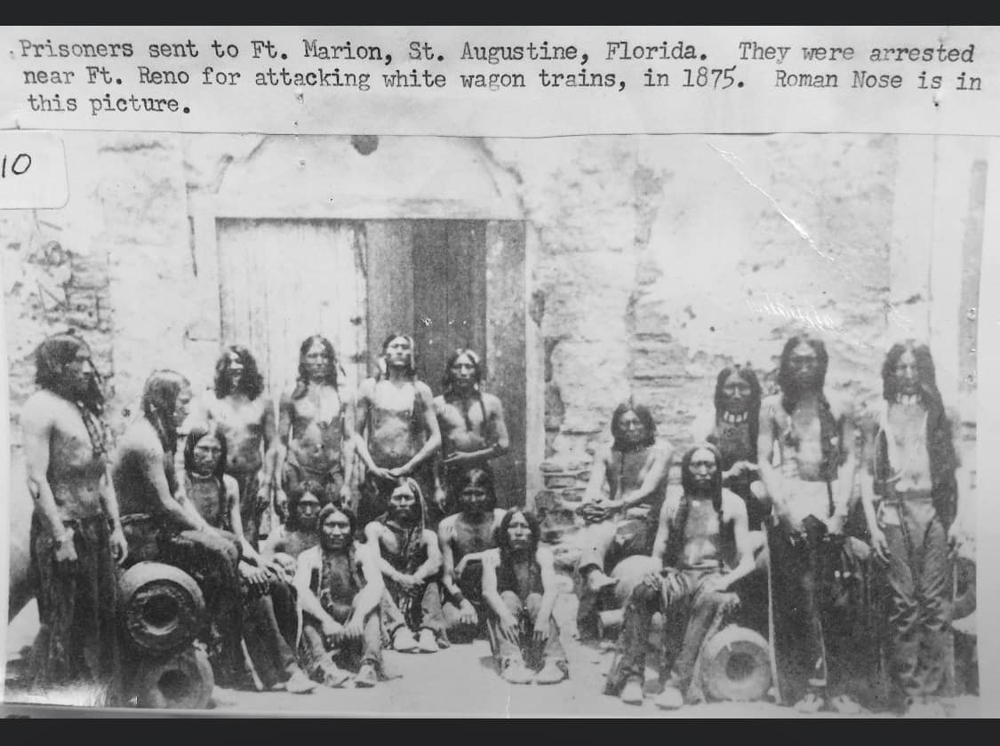 Prisoners sent to Ft. Marion, St. Augustine, Florida. They were arrested
near Ft. Reno for attacking white wagon trains, in 1875. Roman Nose is in
this picture.
10